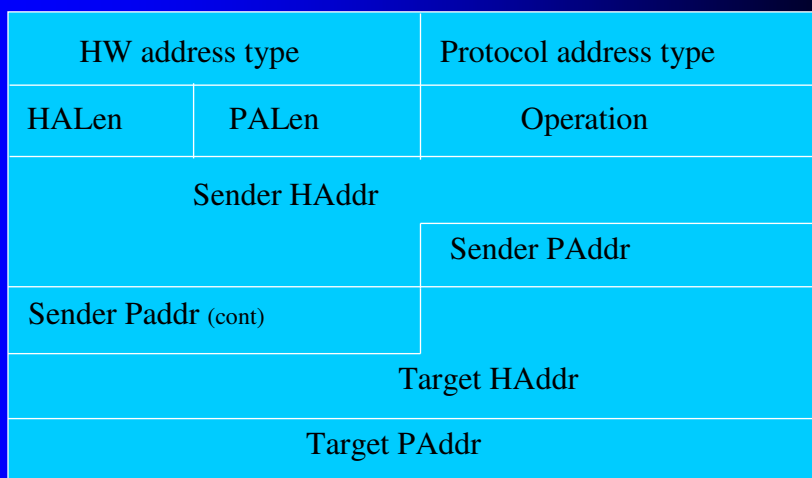 HW address type Protocol address type
HALen PALen Operation
Sender HAddr
Sender PAddr
Sender Paddr (cont)
Target HAddr
Target PAddr